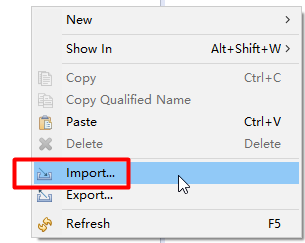 New
Show In Alt+Shift+W
Copy Ctrl+C
Copy Qualified Name
Paste Ctrl+V
Delete Delete
Import...
Export...
Refresh F5